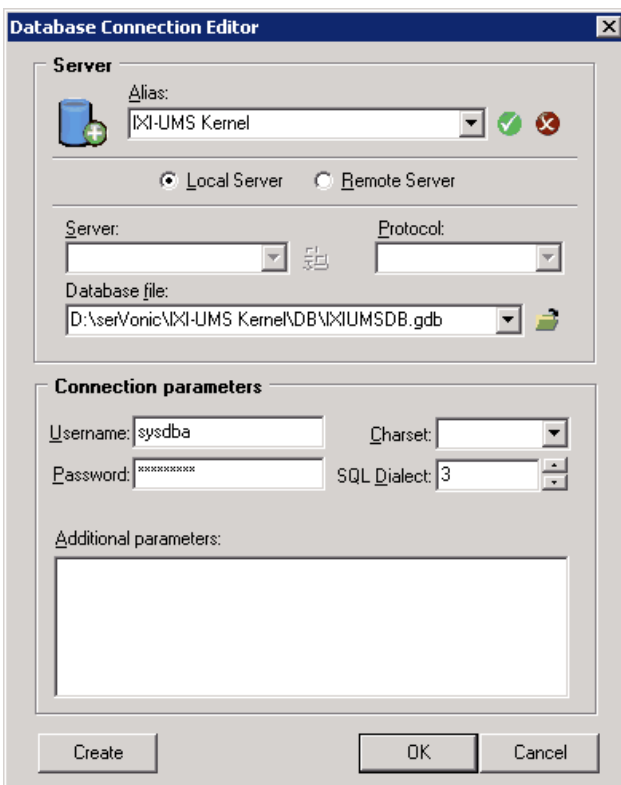 Database Connection Editor
Server
Alias:
IXI-UMS Kernel
Local Server Remote Server
Server: Protocol:
Database file:
D:\serVonic\IXI-UMS Kernel\DB\IXIUMSDB.gdb
Connection parameters
Username: sysdba Charset:
Password: ********* SQL Dialect: 3
Additional parameters:
Create OK Cancel